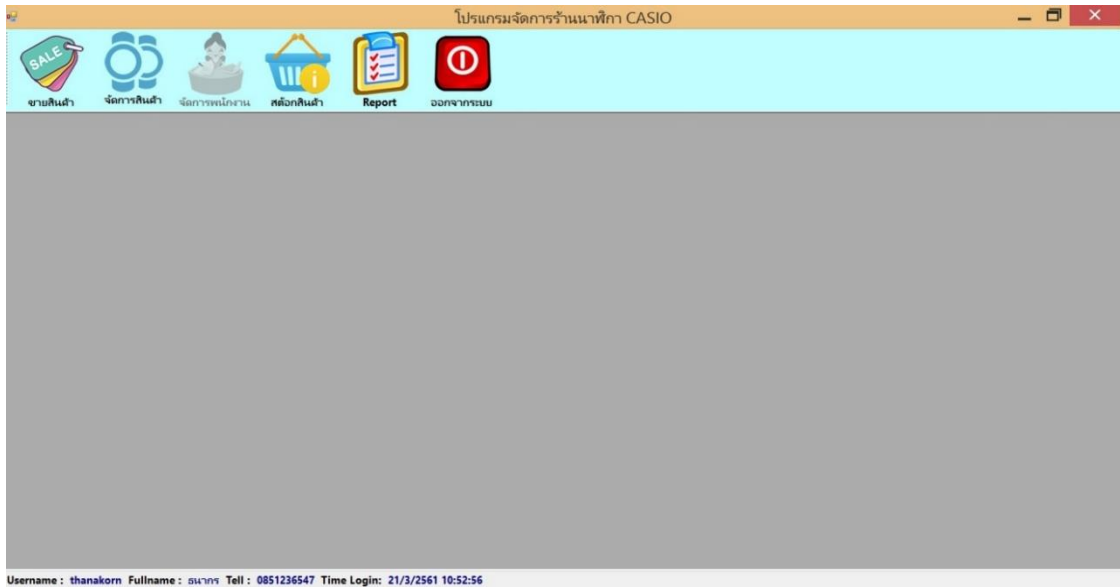 โปรแกรมจัดการร้านนาฬิกา CASIO
SALE
ขายสินค้า จัดการสินค้า จัดการพนักงาน สต๊อกสินค้า Report ออกจากระบบ
Username : thanakorn Fullname : ธนากร Tell : 0851236547 Time Login: 21/3/2561 10:52:56